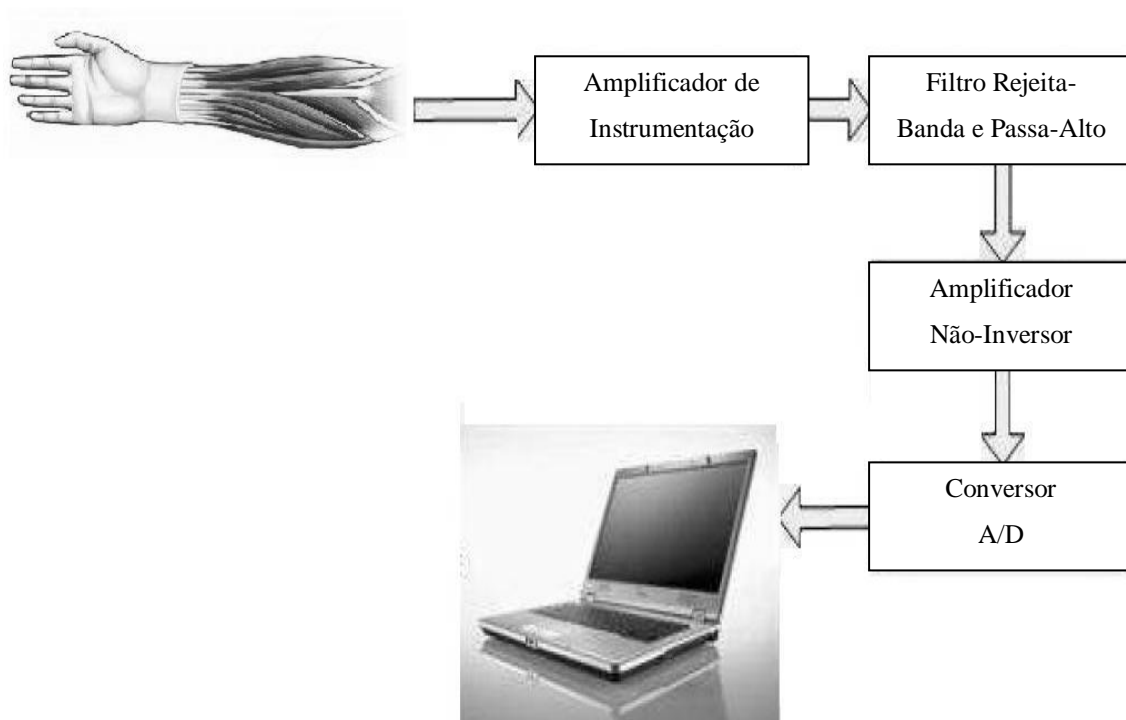 Amplificador de
Instrumentação
Filtro Rejeita-
Banda e Passa-Alto
Amplificador
Não-Inversor
Conversor
A/D